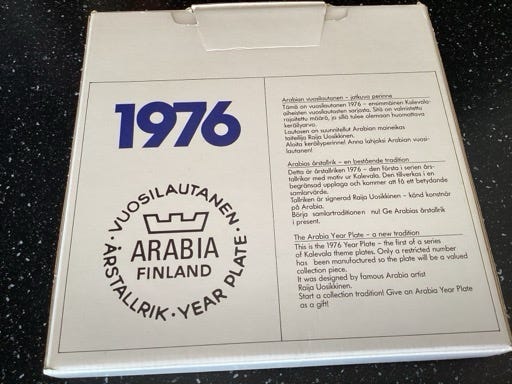 1976
VUOSILAUTANEN · YEAR PLATE · ÅRSTALLRIK ·
ARABIA
FINLAND
Arabian vuosilautanen – jatkuva perinne
Tämä on vuosilautanen 1976 – ensimmäinen Kalevala-
aiheisten vuosilautasten sarjasta. Sitä on valmistettu
rajoitettu määrä, ja sillä tulee olemaan huomattava
keräilyarvo.
Lautasen on suunnitellut Arabian maineikas
taiteilija Raija Uosikkinen.
Aloita keräilyperinne! Anna lahjaksi Arabian vuosi-
lautanen!
Arabias årstallrik – en bestående tradition
Detta är årstallriken 1976 – den första i serien års-
tallrikar med motiv ur Kalevala. Den tillverkas i en
begränsad upplaga och kommer att få ett betydande
samlarvärde.
Tallriken är signerad Raija Uosikkinen – känd konstnär
på Arabia.
Börja samlartraditionen nu! Ge Arabias årstallrik
i present.
The Arabia Year Plate – a new tradition
This is the 1976 Year Plate – the first of a series
of Kalevala theme plates. Only a restricted number
has been manufactured so the plate will be a valued
collection piece.
It was designed by famous Arabia artist
Raija Uosikkinen.
Start a collection tradition! Give an Arabia Year Plate
as a gift!